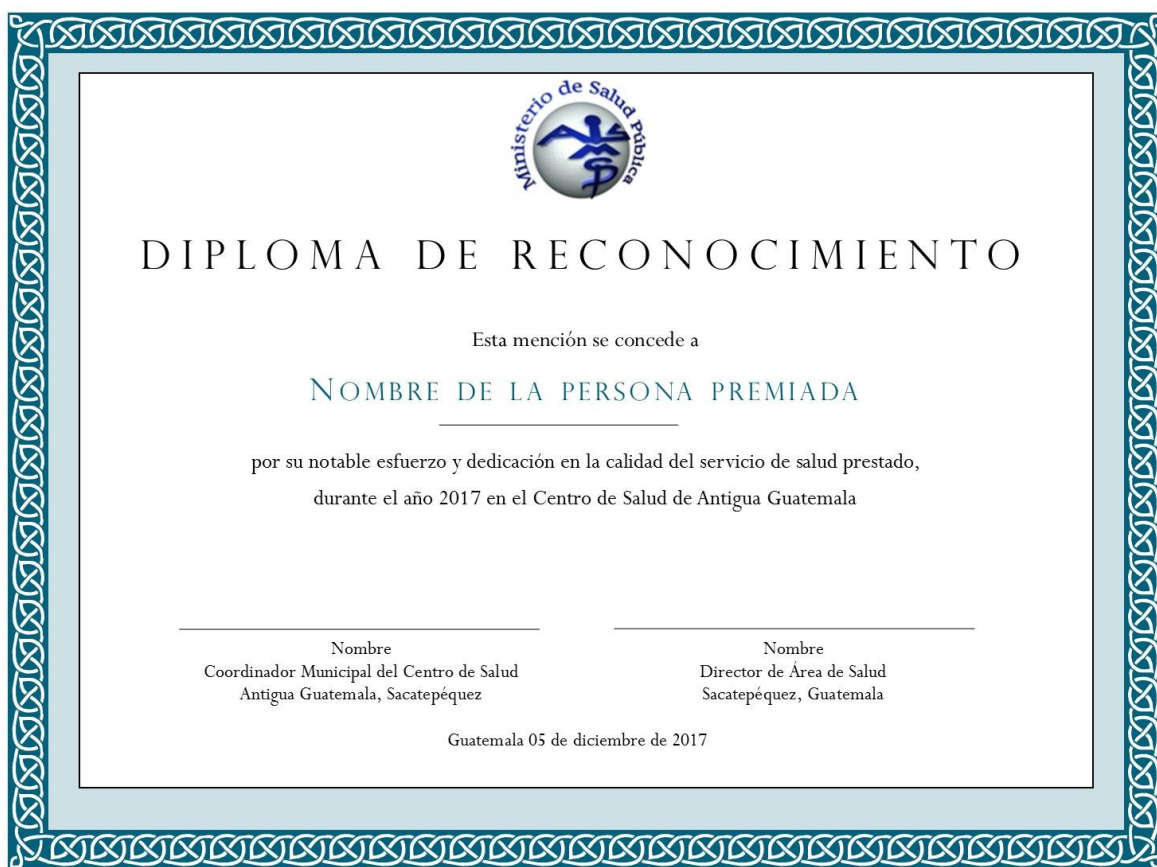 Ministerio de Salud Pública
DIPLOMA DE RECONOCIMIENTO
Esta mención se concede a
NOMBRE DE LA PERSONA PREMIADA
por su notable esfuerzo y dedicación en la calidad del servicio de salud prestado,
durante el año 2017 en el Centro de Salud de Antigua Guatemala
Nombre
Coordinador Municipal del Centro de Salud
Antigua Guatemala, Sacatepéquez
Nombre
Director de Área de Salud
Sacatepéquez, Guatemala
Guatemala 05 de diciembre de 2017